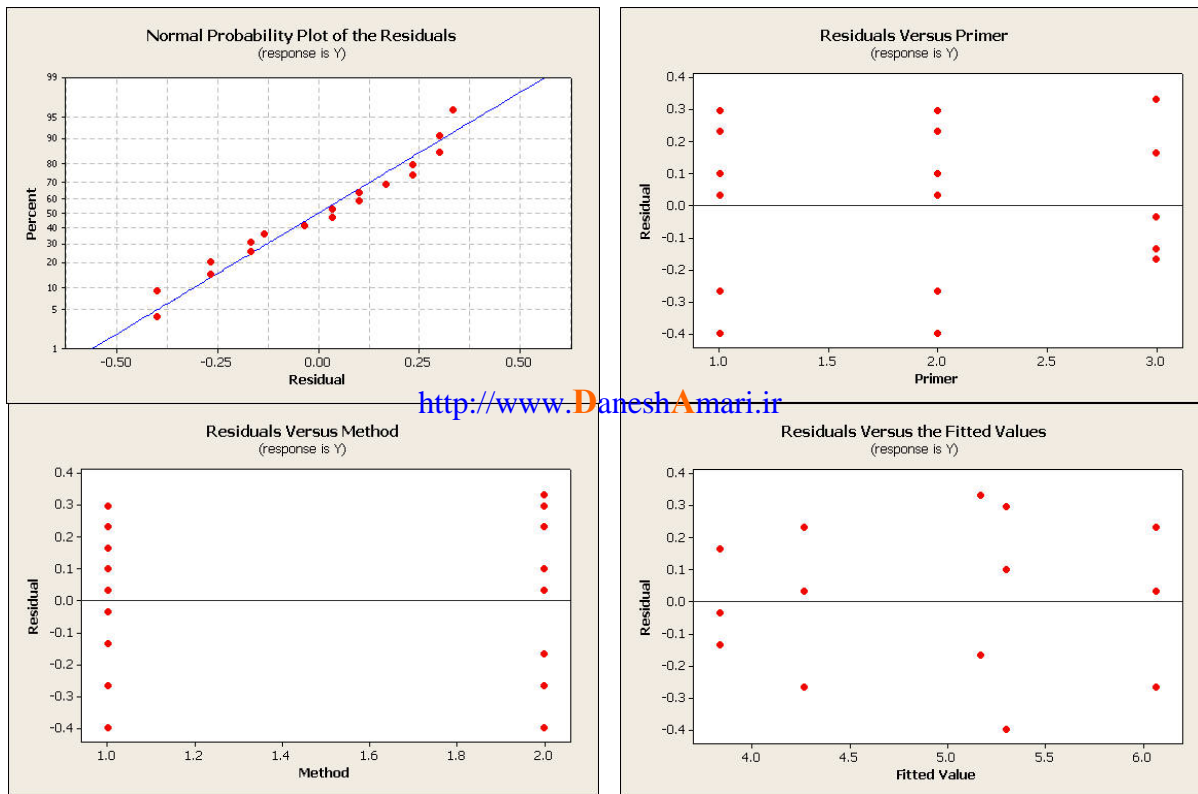 Normal Probability Plot of the Residuals
(response is Y)
99
95
90
80
70
60
50
40
30
20
10
5
1
Percent
-0.50 -0.25 0.00 0.25 0.50
Residual
Residuals Versus Primer
(response is Y)
0.4
0.3
0.2
0.1
0.0
-0.1
-0.2
-0.3
-0.4
Residual
1.0 1.5 2.0 2.5 3.0
Primer
http://www.DaneshAmari.ir
Residuals Versus Method
(response is Y)
0.4
0.3
0.2
0.1
0.0
-0.1
-0.2
-0.3
-0.4
Residual
1.0 1.2 1.4 1.6 1.8 2.0
Method
Residuals Versus the Fitted Values
(response is Y)
0.4
0.3
0.2
0.1
0.0
-0.1
-0.2
-0.3
-0.4
Residual
4.0 4.5 5.0 5.5 6.0
Fitted Value